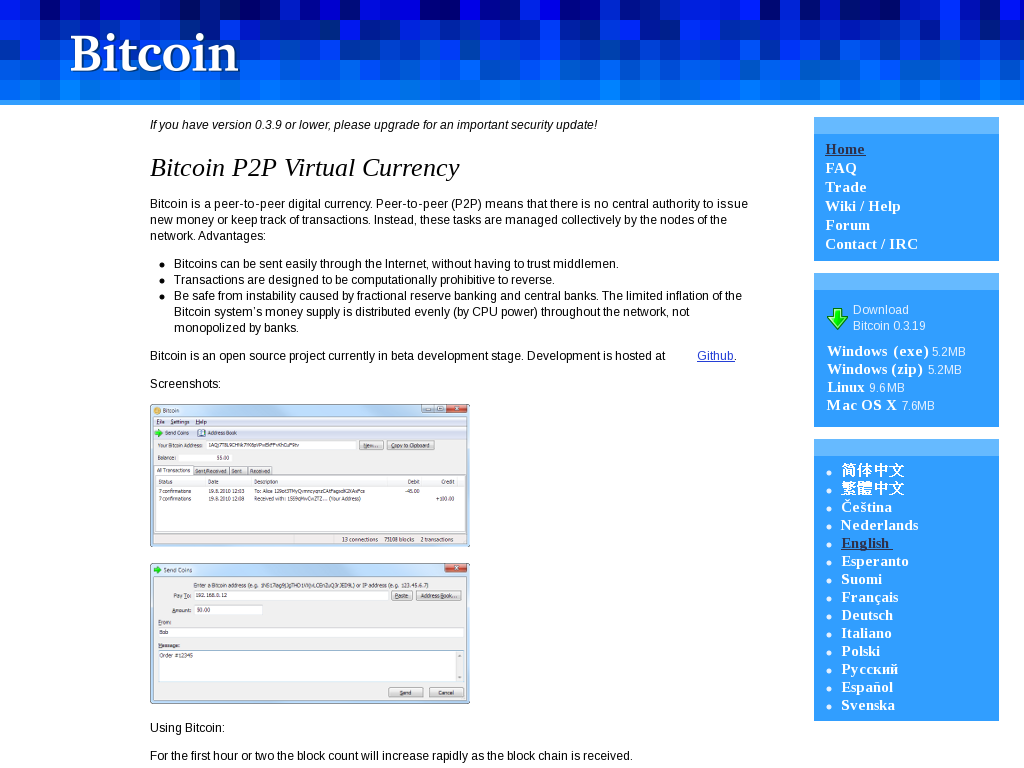 Bitcoin
If you have version 0.3.9 or lower, please upgrade for an important security update!
Bitcoin P2P Virtual Currency
Bitcoin is a peer-to-peer digital currency. Peer-to-peer (P2P) means that there is no central authority to issue
new money or keep track of transactions. Instead, these tasks are managed collectively by the nodes of the
network. Advantages:
Bitcoins can be sent easily through the Internet, without having to trust middlemen.
Transactions are designed to be computationally prohibitive to reverse.
Be safe from instability caused by fractional reserve banking and central banks. The limited inflation of the
Bitcoin system’s money supply is distributed evenly (by CPU power) throughout the network, not
monopolized by banks.
Bitcoin is an open source project currently in beta development stage. Development is hosted at Github.
Screenshots:
Bitcoin
File Settings Help
Send Coins Address Book
Your Bitcoin Address: New... Copy to Clipboard
Balance: 55.00
All Transactions Sent/Received Sent Received
Status Date Description Debit Credit
7 confirmations 19.8.2010 12:03 To: Alice -45.00
7 confirmations 19.8.2010 12:08 Received with: (Your Address) +100.00
13 connections 73108 blocks 2 transactions
Send Coins
Enter a Bitcoin address (e.g. or IP address (e.g. 123.45.6.7)
Pay To: 192.168.0.12 Paste Address Book...
Amount: 50.00
From:
Bob
Message:
Order #12345
Send Cancel
Using Bitcoin:
For the first hour or two the block count will increase rapidly as the block chain is received.
Home
FAQ
Trade
Wiki / Help
Forum
Contact / IRC
Download
Bitcoin 0.3.19
Windows (exe) 5.2MB
Windows (zip) 5.2MB
Linux 9.6MB
Mac OS X 7.6MB
简体中文
繁體中文
Čeština
Nederlands
English
Esperanto
Suomi
Français
Deutsch
Italiano
Polski
Русский
Español
Svenska